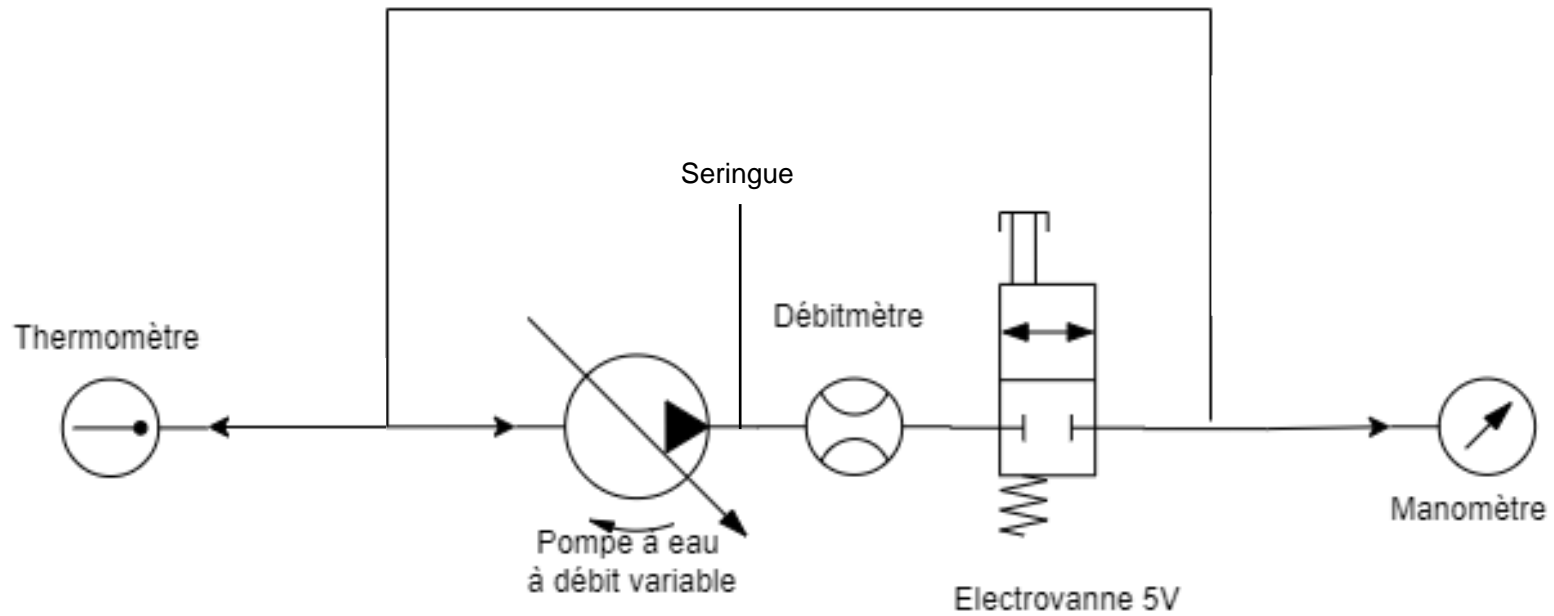 Seringue
Thermomètre
Débitmètre
Manomètre
Pompe à eau
à débit variable
Electrovanne 5V